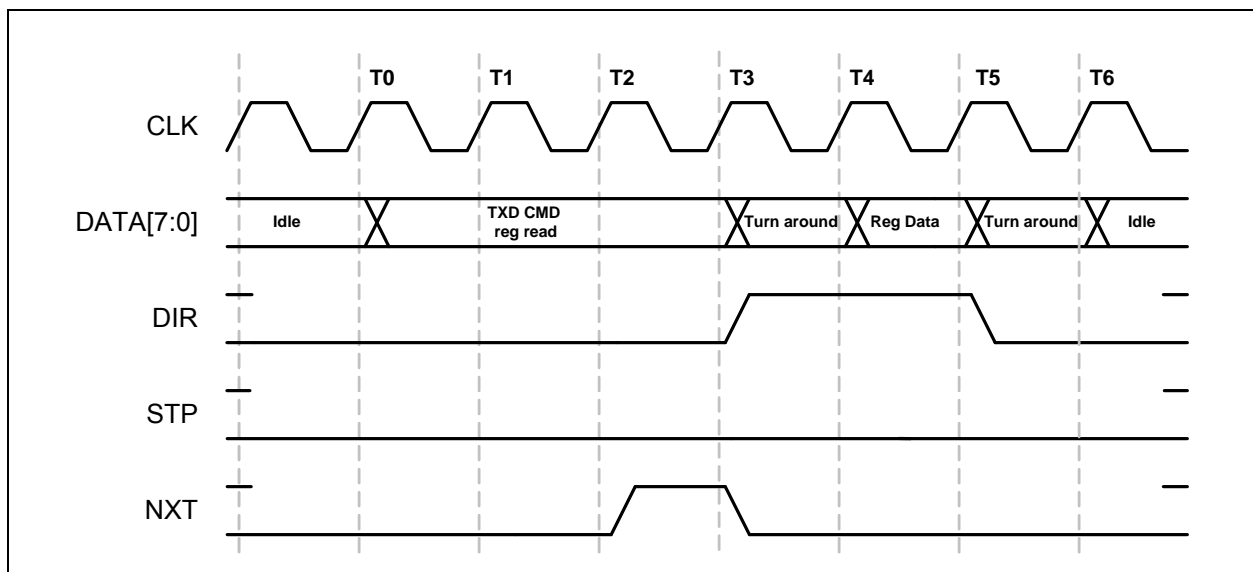 T0 T1 T2 T3 T4 T5 T6
CLK
DATA[7:0]
Idle
TXD CMD
reg read
Turn around
Reg Data
Turn around
Idle
DIR
STP
NXT